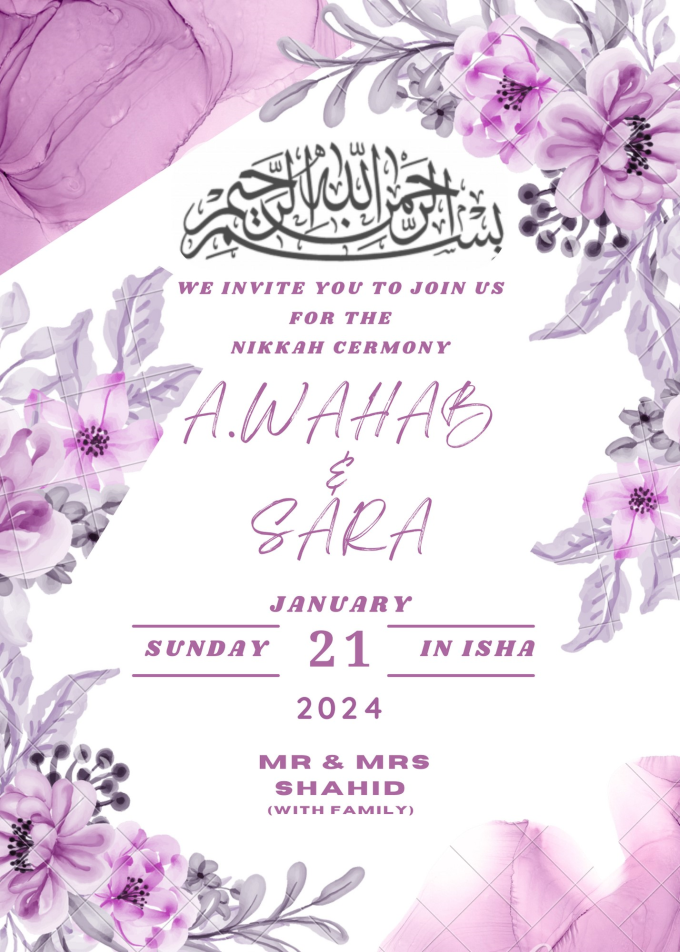 بسم الله الرحمن الرحيم
WE INVITE YOU TO JOIN US
FOR THE
NIKKAH CERMONY
A.WAHAB
&
SARA
JANUARY
SUNDAY 21 IN ISHA
2024
MR & MRS
SHAHID
(WITH FAMILY)